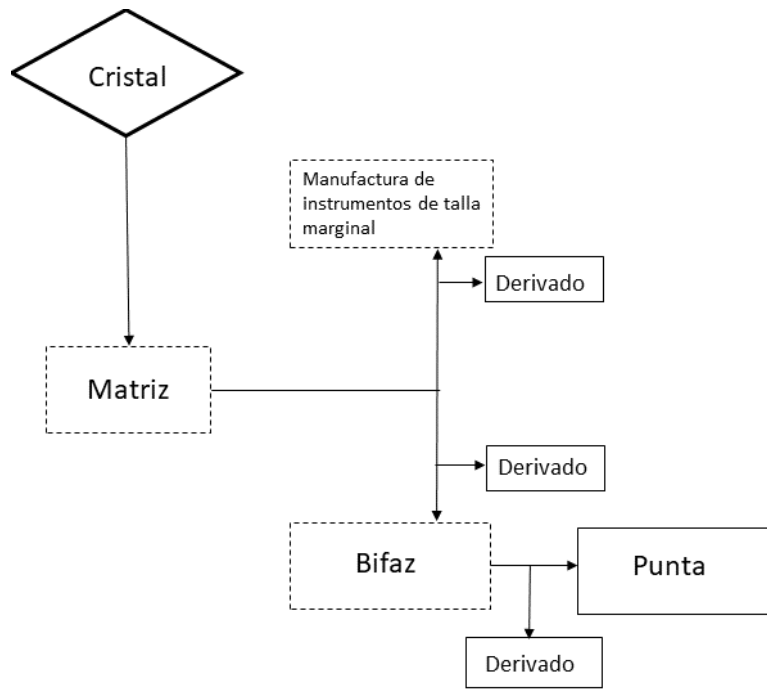 Cristal
Manufactura de
instrumentos de talla
marginal
Derivado
Matriz
Derivado
Bifaz
Punta
Derivado